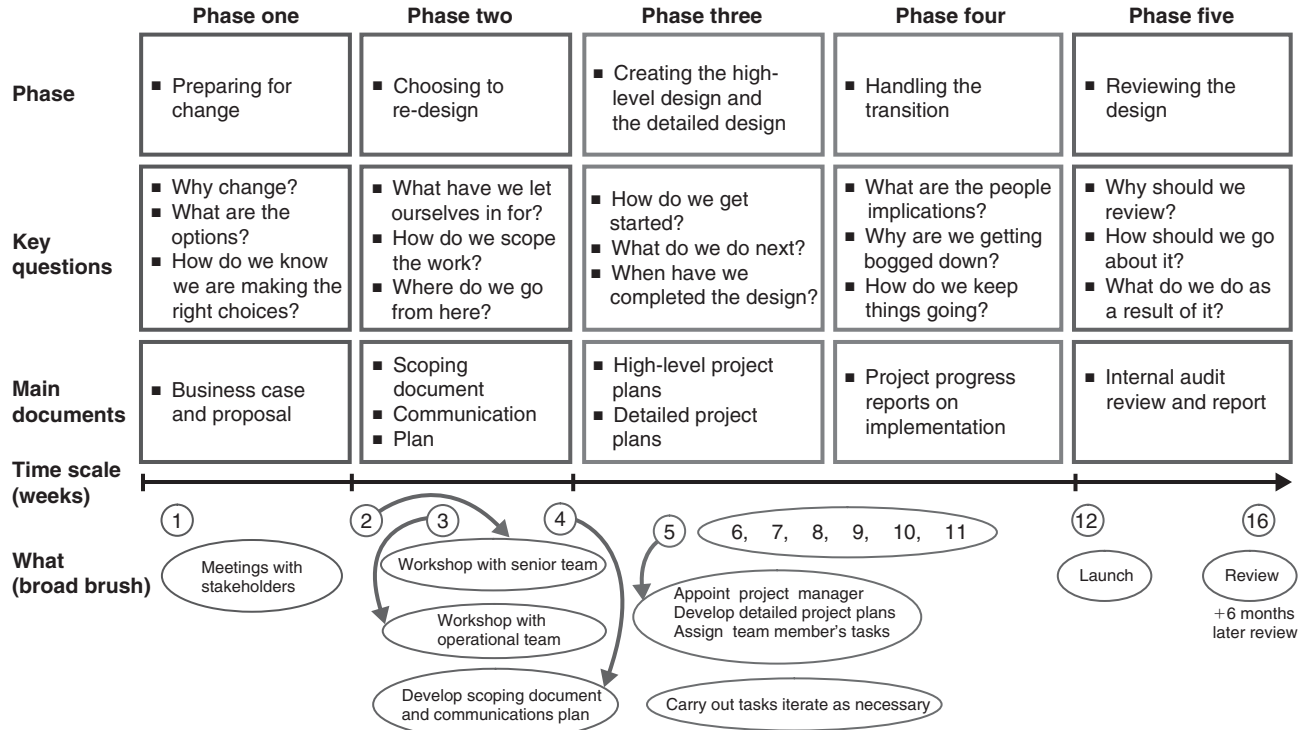 Phase one
Phase two
Phase three
Phase four
Phase five
Phase
▪ Preparing for
change
▪ Choosing to
re-design
▪ Creating the high-
level design and
the detailed design
▪ Handling the
transition
▪ Reviewing the
design
Key
questions
▪ Why change?
▪ What are the
options?
▪ How do we know
we are making the
right choices?
▪ What have we let
ourselves in for?
▪ How do we scope
the work?
▪ Where do we go
from here?
▪ How do we get
started?
▪ What do we do next?
▪ When have we
completed the design?
▪ What are the people
implications?
▪ Why are we getting
bogged down?
▪ How do we keep
things going?
▪ Why should we
review?
▪ How should we go
about it?
▪ What do we do as
a result of it?
Main
documents
▪ Business case
and proposal
▪ Scoping
document
▪ Communication
▪ Plan
▪ High-level project
plans
▪ Detailed project
plans
▪ Project progress
reports on
implementation
▪ Internal audit
review and report
Time scale
(weeks)
1
2
3
4
5
6, 7, 8, 9, 10, 11
12
16
What
(broad brush)
Meetings with
stakeholders
Workshop with senior team
Workshop with
operational team
Develop scoping document
and communications plan
Appoint project manager
Develop detailed project plans
Assign team member's tasks
Carry out tasks iterate as necessary
Launch
Review
+6 months
later review